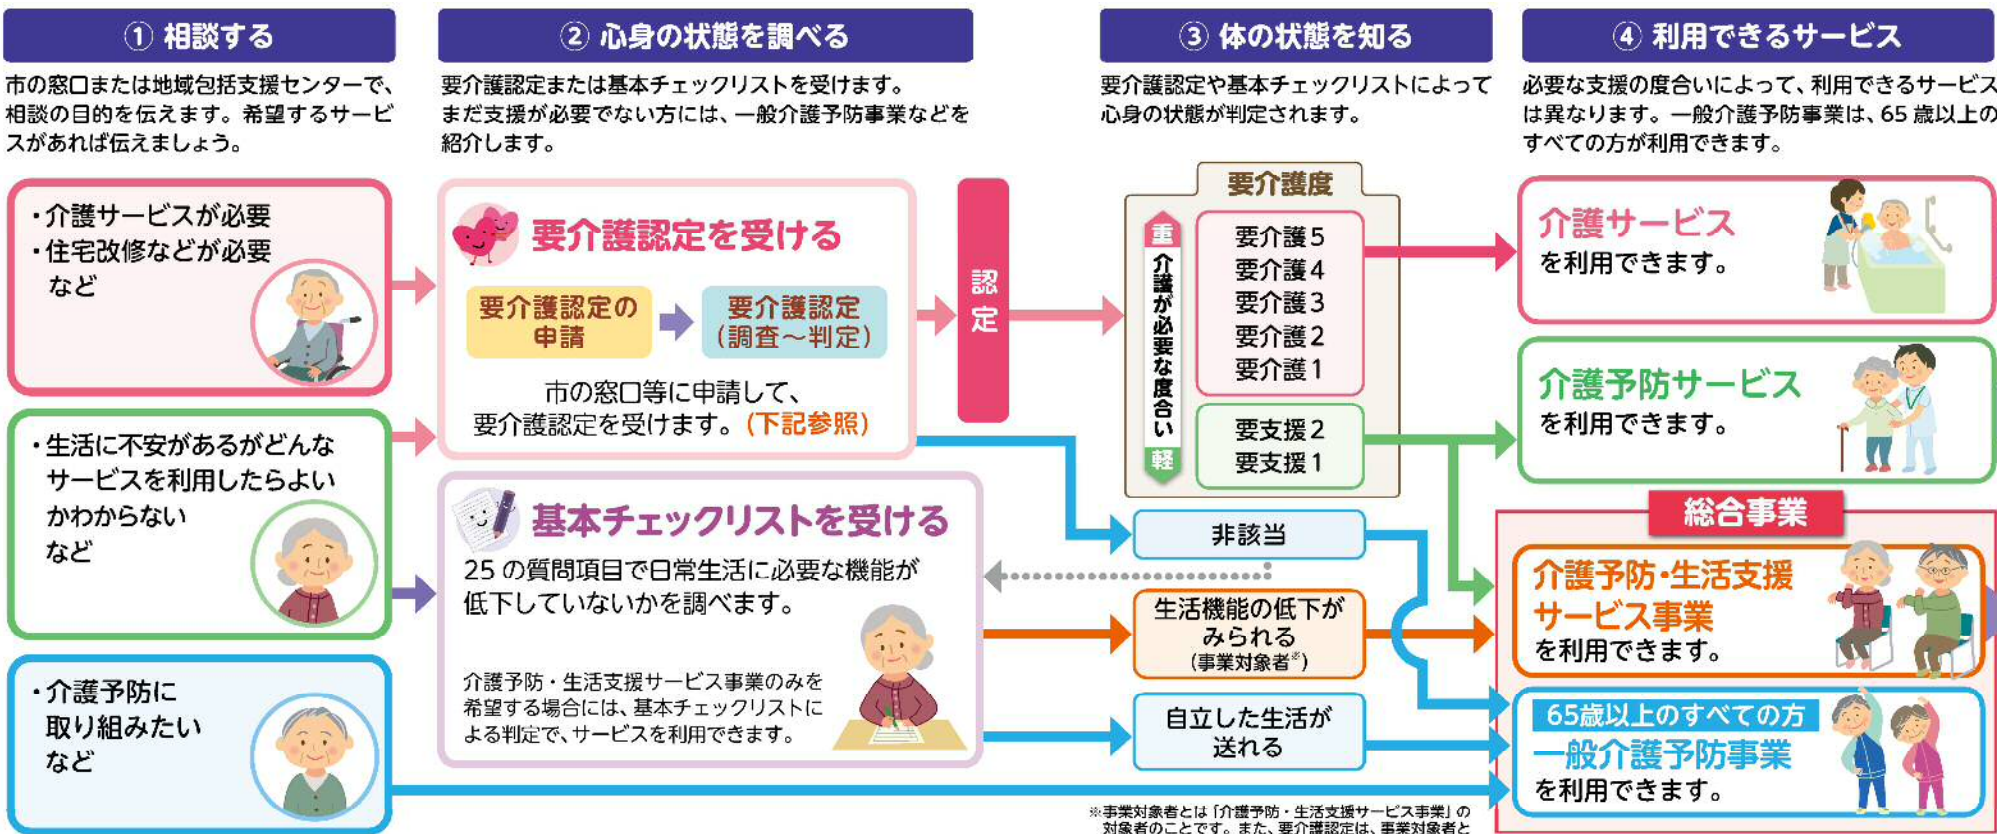 ① 相談する
市の窓口または地域包括支援センターで、
相談の目的を伝えます。希望するサービ
スがあれば伝えましょう。
・介護サービスが必要
・住宅改修などが必要
など
・生活に不安があるがどんな
サービスを利用したらよい
かわからない
など
・介護予防に
取り組みたい
など
② 心身の状態を調べる
要介護認定または基本チェックリストを受けます。
まだ支援が必要でない方には、一般介護予防事業などを
紹介します。
要介護認定を受ける
要介護認定の
申請
要介護認定
(調査～判定)
市の窓口等に申請して、
要介護認定を受けます。(下記参照)
認定
基本チェックリストを受ける
25の質問項目で日常生活に必要な機能が
低下していないかを調べます。
介護予防・生活支援サービス事業のみを
希望する場合には、基本チェックリストに
よる判定で、サービスを利用できます。
③ 体の状態を知る
要介護認定や基本チェックリストによって
心身の状態が判定されます。
要介護度
重
介護が必要な度合い
軽
要介護5
要介護4
要介護3
要介護2
要介護1
要支援2
要支援1
非該当
生活機能の低下が
みられる
(事業対象者※)
自立した生活が
送れる
※事業対象者とは「介護予防・生活支援サービス事業」の
対象者のことです。また、要介護認定は、事業対象者と
④ 利用できるサービス
必要な支援の度合いによって、利用できるサービス
は異なります。一般介護予防事業は、65歳以上の
すべての方が利用できます。
介護サービス
を利用できます。
介護予防サービス
を利用できます。
総合事業
介護予防・生活支援
サービス事業
を利用できます。
65歳以上のすべての方
一般介護予防事業
を利用できます。